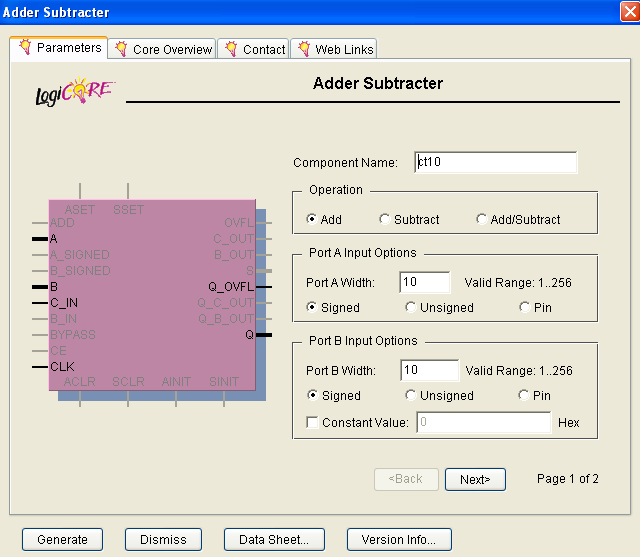 Adder Subtracter
Parameters Core Overview Contact Web Links
LogiCORE
Adder Subtracter
Component Name: ct10
Operation
Add Subtract Add/Subtract
Port A Input Options
Port A Width: 10 Valid Range: 1..256
Signed Unsigned Pin
Port B Input Options
Port B Width: 10 Valid Range: 1..256
Signed Unsigned Pin
Constant Value: 0 Hex
ASET SSET
ADD OVFL
A C_OUT
A_SIGNED B_OUT
B_SIGNED S
B Q_OVFL
C_IN Q_C_OUT
B_IN Q_B_OUT
BYPASS Q
CE
CLK
ACLR SCLR AINIT SINIT
<Back Next> Page 1 of 2
Generate Dismiss Data Sheet... Version Info...